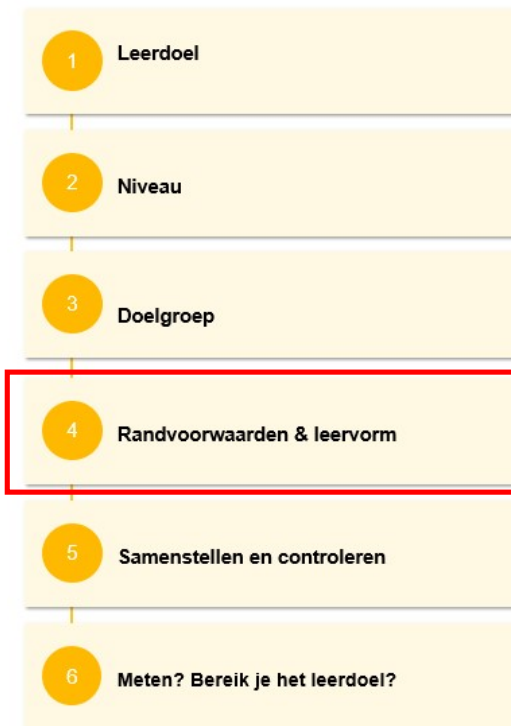 1 Leerdoel
2 Niveau
3 Doelgroep
4 Randvoorwaarden & leervorm
5 Samenstellen en controleren
6 Meten? Bereik je het leerdoel?